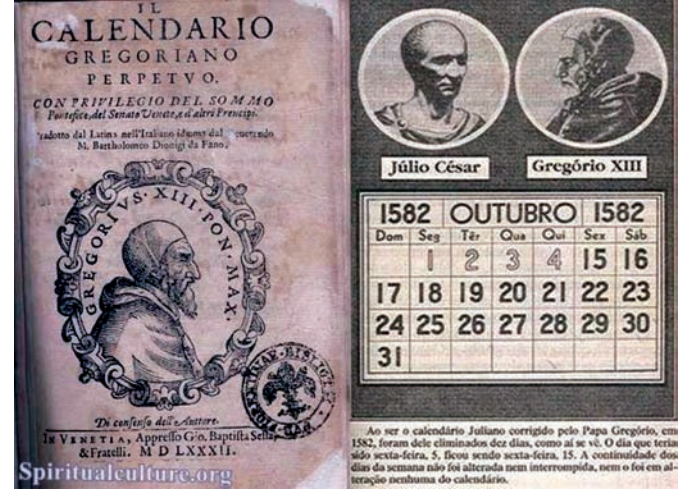 IL
CALENDARIO
GREGORIANO
PERPETVO.
CON PRIVILEGIO DEL SOMMO
Pontefice, del Senato Veneto, e d'altri Prencipi.
radotto dal Latino nell'Italiano idioma dal
M. Bartholomeo Dionigi da Fano.
GREGORIVS. XIII. PON. MAX.
Di consenso dell'Auttore.
IN VENETIA, Appresso Gio. Baptista Sessa,
& Fratelli. M D LXXXII.
Spiritualculture.org
Júlio César
Gregório XIII
1582 OUTUBRO 1582
Dom Seg Têr Qua Qui Sex Sáb
1 2 3 4 15 16
17 18 19 20 21 22 23
24 25 26 27 28 29 30
31
Ao ser o calendário Juliano corrigido pelo Papa Gregório, em
1582, foram dele eliminados dez dias, como aí se vê. O dia que teria
sido sexta-feira, 5, ficou sendo sexta-feira, 15. A continuidade dos
dias da semana não foi alterada nem interrompida, nem o foi em al-
teração nenhuma do calendário.